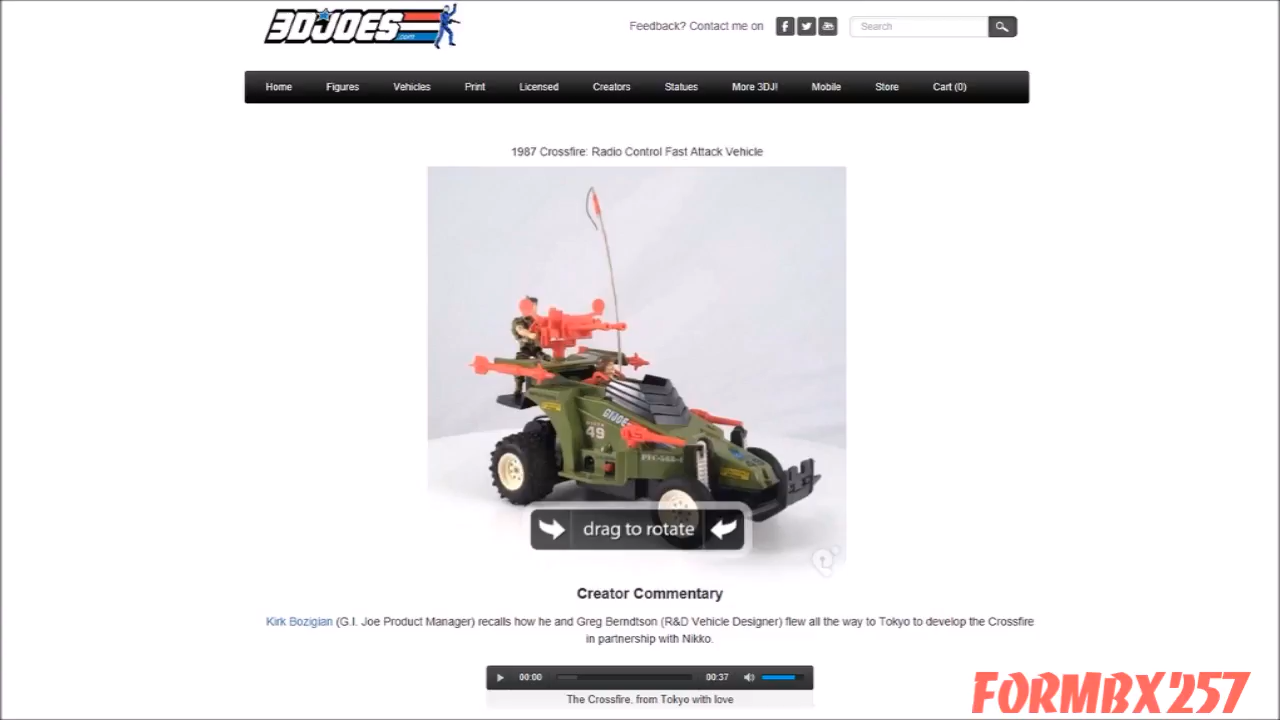 3DJOES.com
Feedback? Contact me on
Search
Home Figures Vehicles Print Licensed Creators Statues More 3DJ! Mobile Store Cart (0)
1987 Crossfire: Radio Control Fast Attack Vehicle
GI JOE
49
drag to rotate
Creator Commentary
Kirk Bozigian (G.I. Joe Product Manager) recalls how he and Greg Berndtson (R&D Vehicle Designer) flew all the way to Tokyo to develop the Crossfire
in partnership with Nikko.
00:00 00:37
The Crossfire, from Tokyo with love
FORMBX257